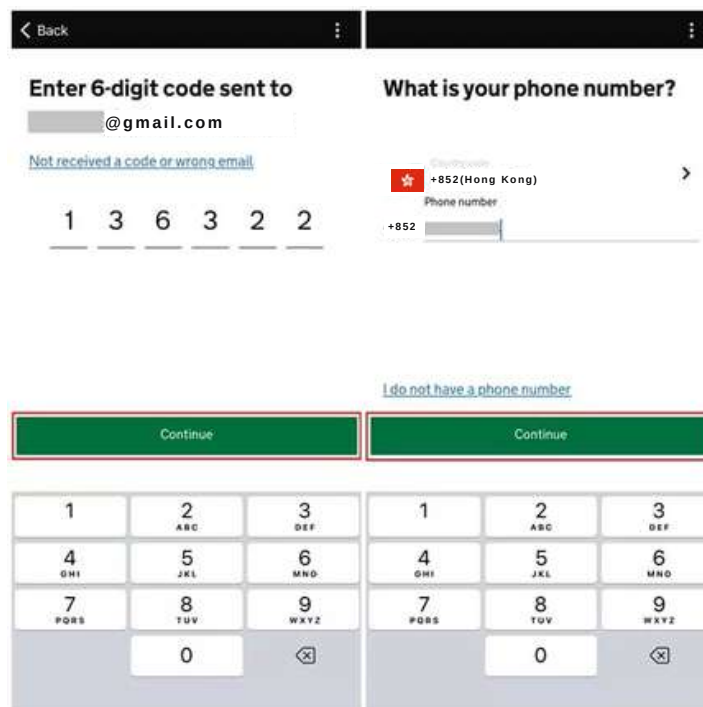 Back
Enter 6-digit code sent to
@gmail.com
Not received a code or wrong email
1 3 6 3 2 2
Continue
1
2 ABC
3 DEF
4 GHI
5 JKL
6 MNO
7 PQRS
8 TUV
9 WXYZ
0
What is your phone number?
Country code
+852(Hong Kong)
Phone number
+852
I do not have a phone number
Continue
1
2 ABC
3 DEF
4 GHI
5 JKL
6 MNO
7 PQRS
8 TUV
9 WXYZ
0